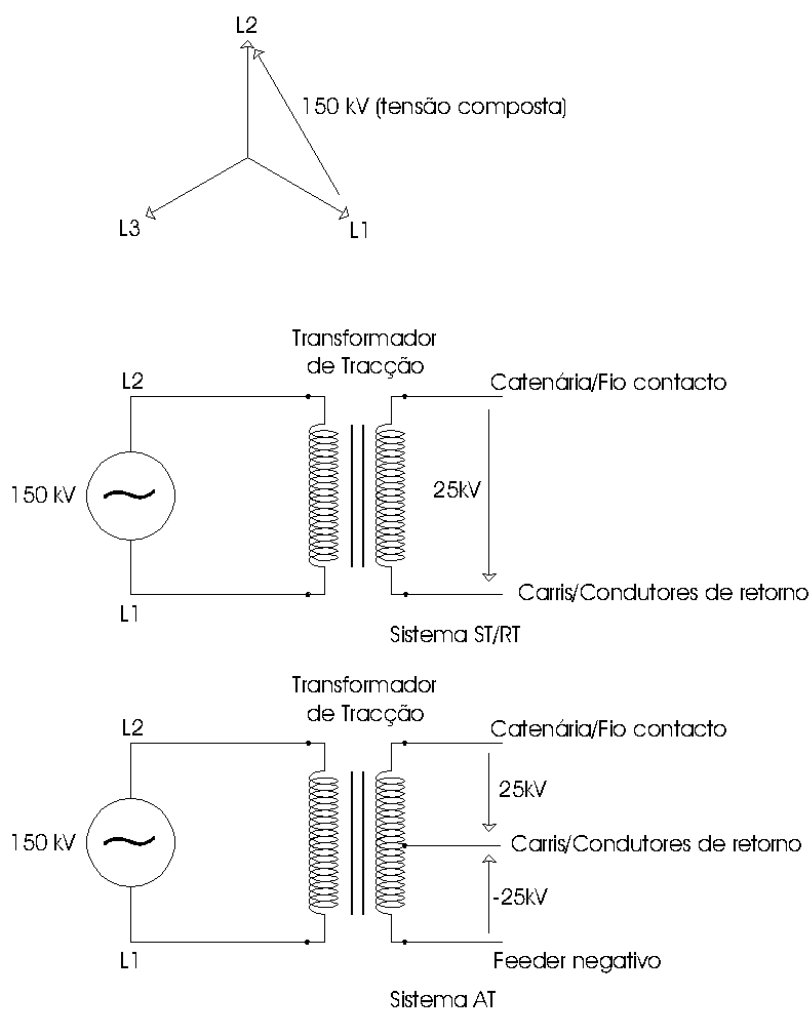 L2
150 kV (tensão composta)
L3
L1
Transformador
de Tracção
L2
Catenária/Fio contacto
150 kV
25kV
L1
Carris/Condutores de retorno
Sistema ST/RT
Transformador
de Tracção
L2
Catenária/Fio contacto
25kV
150 kV
Carris/Condutores de retorno
-25kV
L1
Feeder negativo
Sistema AT